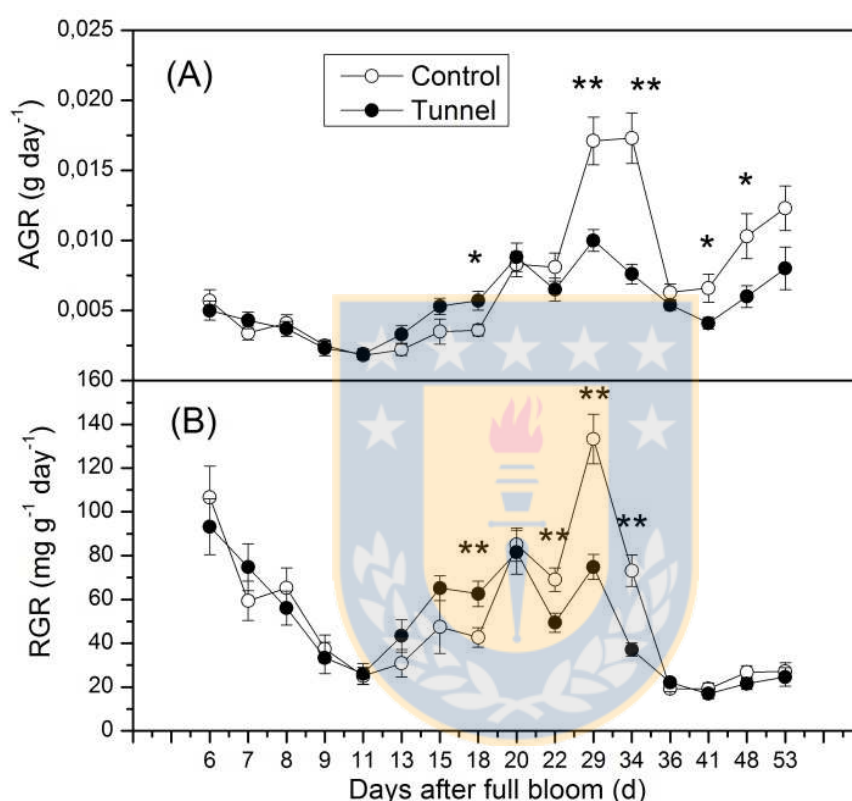 0,025
0,020
0,015
0,010
0,005
AGR (g day⁻¹)
(A)
Control
Tunnel
** **
*
*
*
160
140
120
100
80
60
40
20
0
RGR (mg g⁻¹ day⁻¹)
(B)
**
**
**
**
6 7 8 9 11 13 15 18 20 22 29 34 36 41 48 53
Days after full bloom (d)